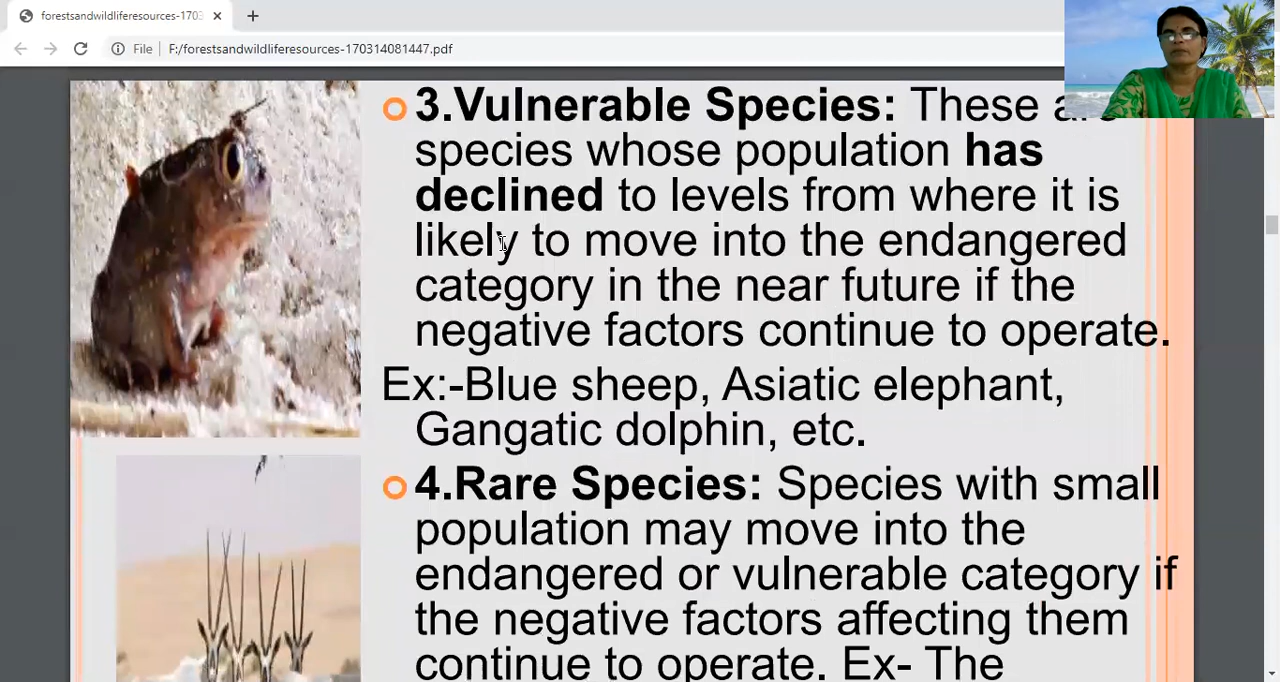 forestsandwildliferesources-1703
File F:/forestsandwildliferesources-170314081447.pdf
3.Vulnerable Species: These are
species whose population has
declined to levels from where it is
likely to move into the endangered
category in the near future if the
negative factors continue to operate.
Ex:-Blue sheep, Asiatic elephant,
Gangatic dolphin, etc.
4.Rare Species: Species with small
population may move into the
endangered or vulnerable category if
the negative factors affecting them
continue to operate. Ex- The